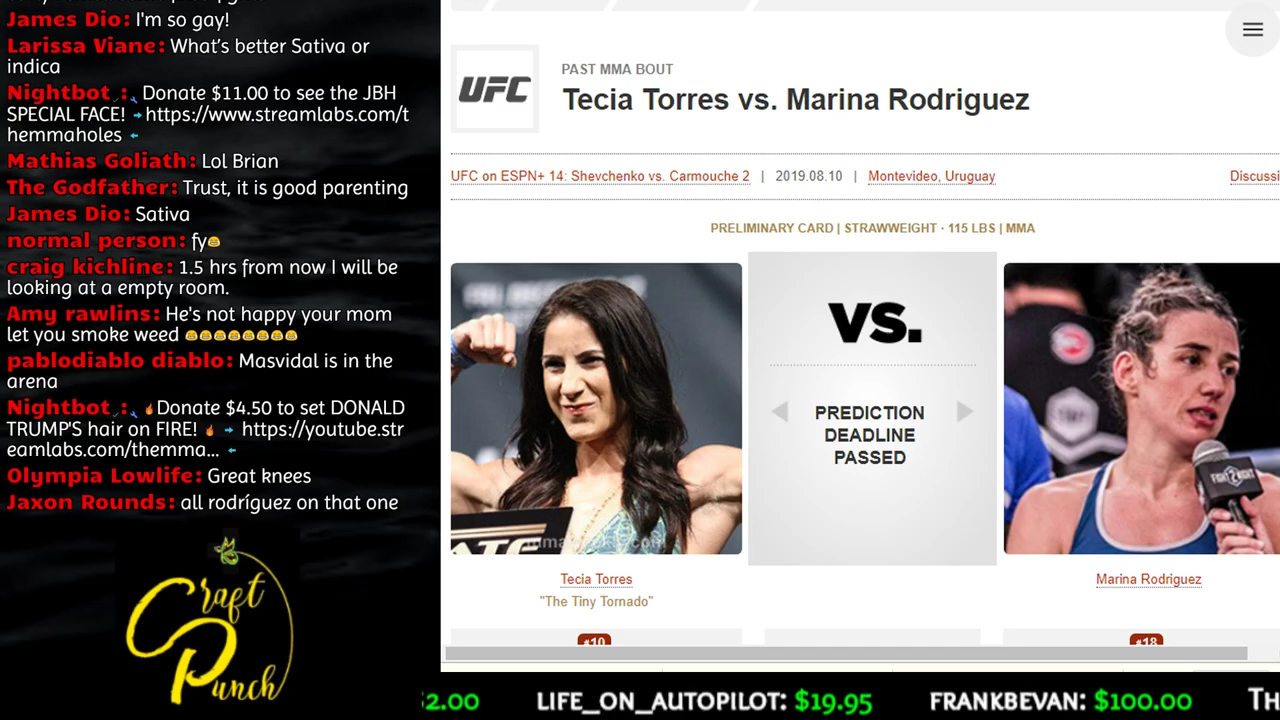 James Dio: I'm so gay!
Larissa Viane: What's better Sativa or
indica
Nightbot: Donate $11.00 to see the JBH
SPECIAL FACE! https://www.streamlabs.com/t
hemmaholes
Mathias Goliath: Lol Brian
The Godfather: Trust, it is good parenting
James Dio: Sativa
normal person: fy
craig kichline: 1.5 hrs from now I will be
looking at a empty room.
Amy rawlins: He's not happy your mom
let you smoke weed
pablodiablo diablo: Masvidal is in the
arena
Nightbot: Donate $4.50 to set DONALD
TRUMP'S hair on FIRE! https://youtube.str
eamlabs.com/themma...
Olympia Lowlife: Great knees
Jaxon Rounds: all rodríguez on that one
Craft
Punch
UFC
PAST MMA BOUT
Tecia Torres vs. Marina Rodriguez
UFC on ESPN+ 14: Shevchenko vs. Carmouche 2 | 2019.08.10 | Montevideo, Uruguay
Discussi
PRELIMINARY CARD | STRAWWEIGHT · 115 LBS | MMA
VS.
PREDICTION
DEADLINE
PASSED
FIGHT2FIGHT
Tecia Torres
"The Tiny Tornado"
Marina Rodriguez
#10
#18
$2.00 LIFE_ON_AUTOPILOT: $19.95 FRANKBEVAN: $100.00 TH